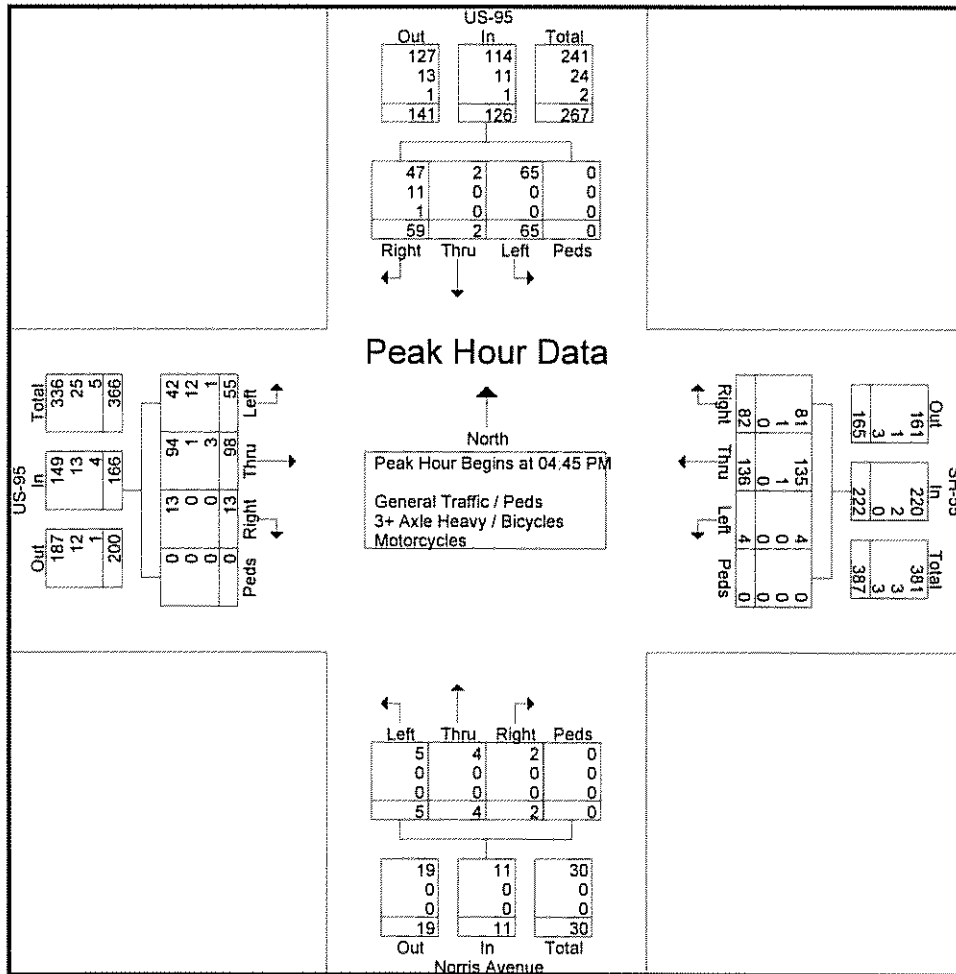 US-95
Out In Total
127 114 241
13 11 24
1 1 2
141 126 267
47 2 65 0
11 0 0 0
1 0 0 0
59 2 65 0
Right Thru Left Peds
Peak Hour Data
North
Peak Hour Begins at 04:45 PM
General Traffic / Peds
3+ Axle Heavy / Bicycles
Motorcycles
US-95
Total
336 25 5 366
In
149 13 4 166
Out
187 12 1 200
42 12 1 55
Left
94 1 3 98
Thru
13 0 0 13
Right
0 0 0 0
Peds
Right
82 0 1 81
Thru
136 0 1 135
Left
4 0 0 4
Peds
0 0 0 0
Out
165 3 1 161
In
222 0 2 220
Total
387 3 3 381
Left Thru Right Peds
5 4 2 0
0 0 0 0
0 0 0 0
5 4 2 0
19 11 30
0 0 0
0 0 0
19 11 30
Out In Total
Norris Avenue